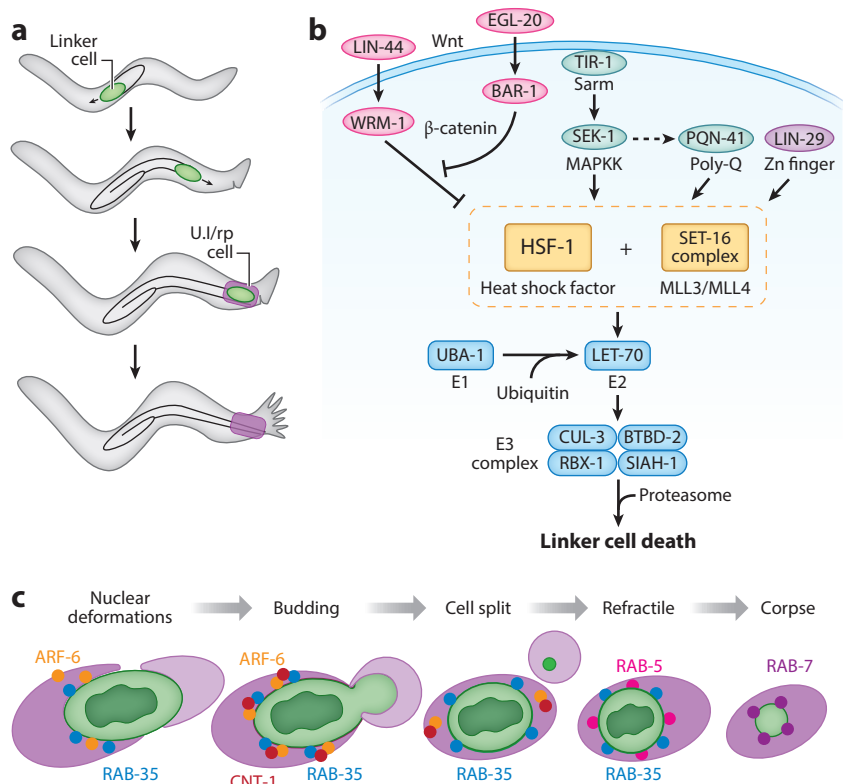 a
Linker
cell
U.l/rp
cell
b
EGL-20
LIN-44
Wnt
TIR-1
Sarm
BAR-1
WRM-1
β-catenin
SEK-1
PQN-41
LIN-29
MAPKK
Poly-Q
Zn finger
HSF-1
+
SET-16
complex
Heat shock factor
MLL3/MLL4
UBA-1
LET-70
E1
Ubiquitin
E2
E3
complex
CUL-3
BTBD-2
RBX-1
SIAH-1
Proteasome
Linker cell death
c
Nuclear
deformations
Budding
Cell split
Refractile
Corpse
ARF-6
ARF-6
RAB-5
RAB-7
RAB-35
CNT-1
RAB-35
RAB-35
RAB-35